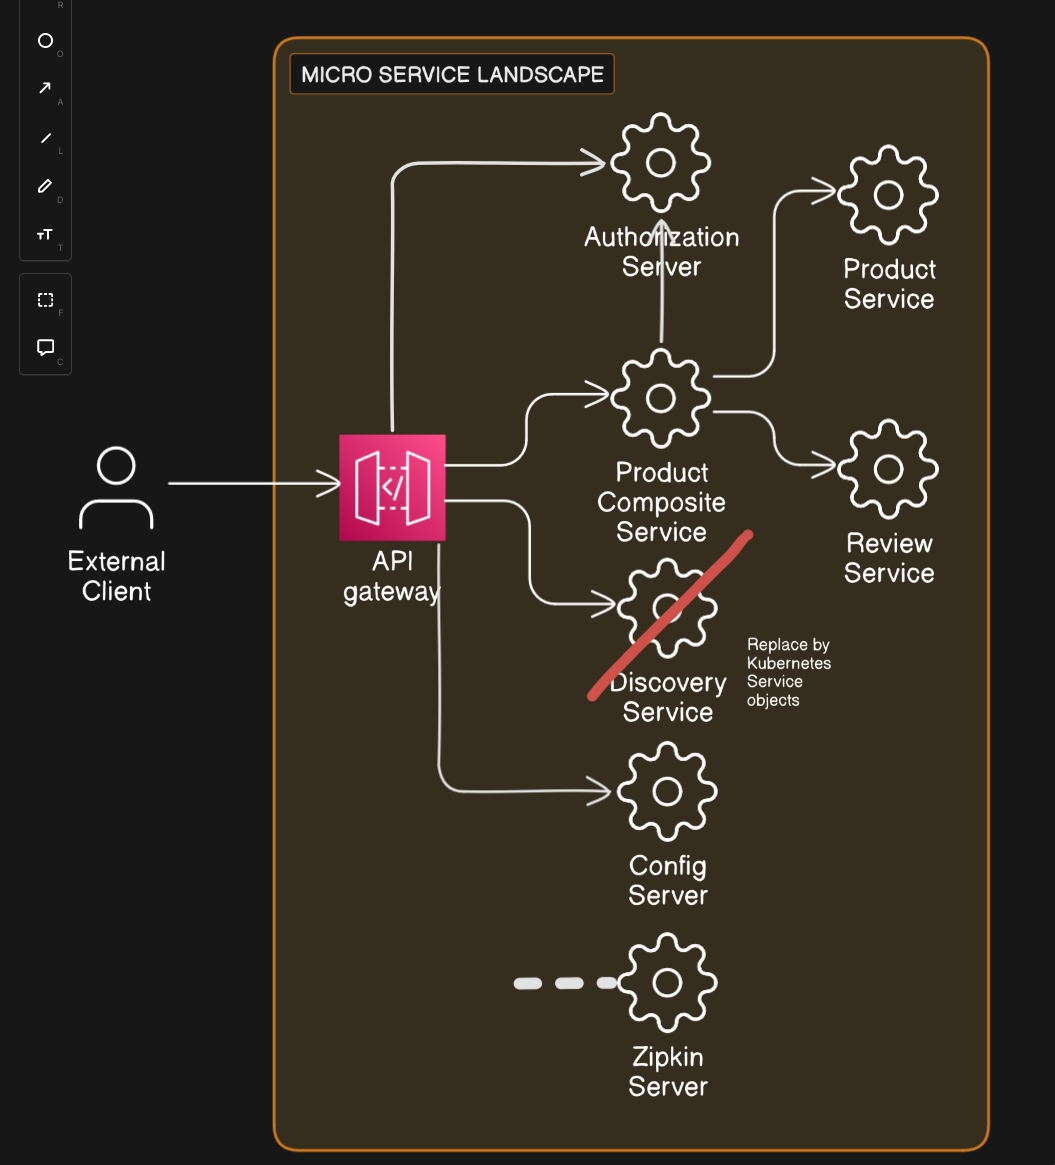 R
O
A
L
D
T
F
C
MICRO SERVICE LANDSCAPE
Authorization
Server
Product
Service
External
Client
API
gateway
</>
Product
Composite
Service
Review
Service
Discovery
Service
Replace by
Kubernetes
Service
objects
Config
Server
Zipkin
Server